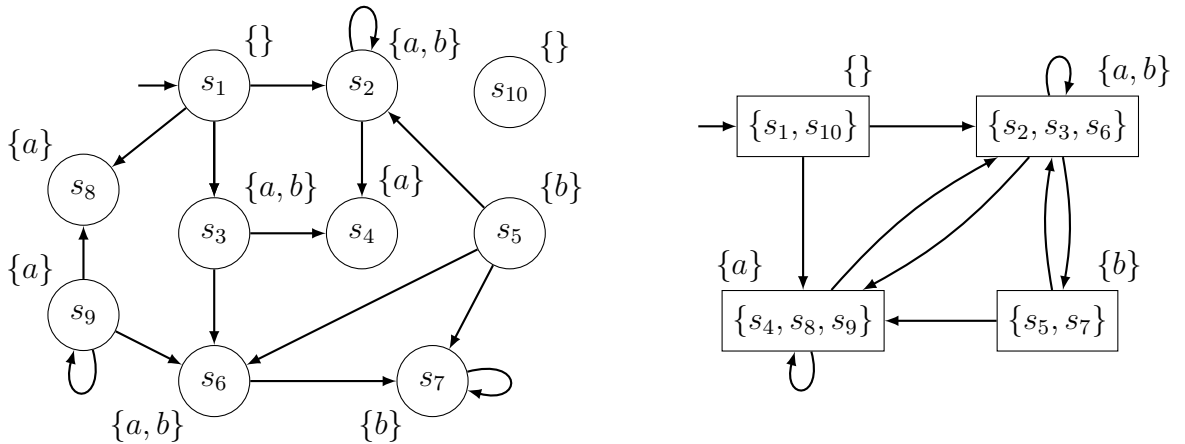 {}
{a, b}
{}
s₁
s₂
s₁₀
{a}
s₈
{a, b}
{a}
{b}
s₃
s₄
s₅
{a}
s₉
s₆
s₇
{a, b}
{b}
{}
{a, b}
{s₁, s₁₀}
{s₂, s₃, s₆}
{a}
{b}
{s₄, s₈, s₉}
{s₅, s₇}